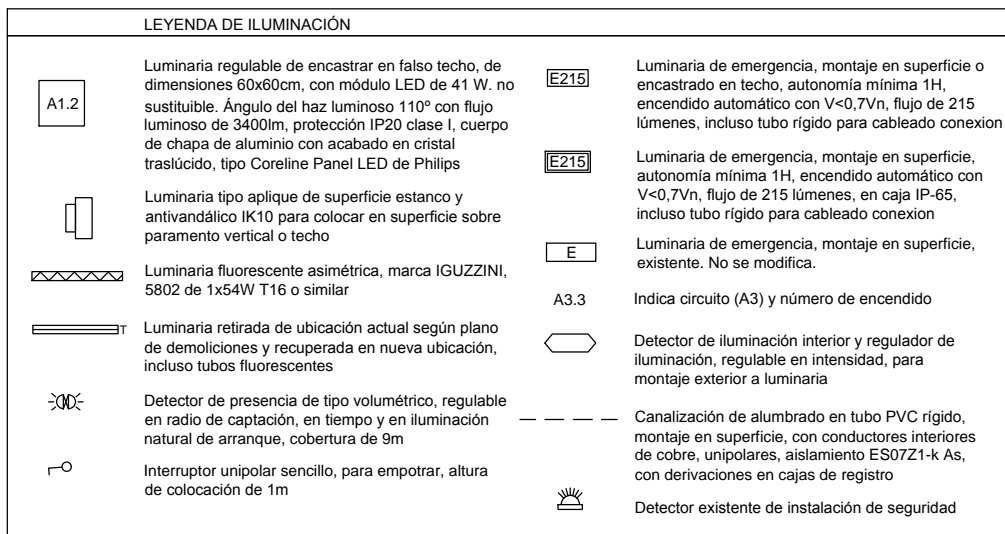 LEYENDA DE ILUMINACIÓN
A1.2
Luminaria regulable de encastrar en falso techo, de
dimensiones 60x60cm, con módulo LED de 41 W. no
sustituible. Ángulo del haz luminoso 110º con flujo
luminoso de 3400lm, protección IP20 clase I, cuerpo
de chapa de aluminio con acabado en cristal
traslúcido, tipo Coreline Panel LED de Philips
Luminaria tipo aplique de superficie estanco y
antivandálico IK10 para colocar en superficie sobre
paramento vertical o techo
Luminaria fluorescente asimétrica, marca IGUZZINI,
5802 de 1x54W T16 o similar
T
Luminaria retirada de ubicación actual según plano
de demoliciones y recuperada en nueva ubicación,
incluso tubos fluorescentes
Detector de presencia de tipo volumétrico, regulable
en radio de captación, en tiempo y en iluminación
natural de arranque, cobertura de 9m
Interruptor unipolar sencillo, para empotrar, altura
de colocación de 1m
E215
Luminaria de emergencia, montaje en superficie o
encastrado en techo, autonomía mínima 1H,
encendido automático con V<0,7Vn, flujo de 215
lúmenes, incluso tubo rígido para cableado conexion
E215
Luminaria de emergencia, montaje en superficie,
autonomía mínima 1H, encendido automático con
V<0,7Vn, flujo de 215 lúmenes, en caja IP-65,
incluso tubo rígido para cableado conexion
E
Luminaria de emergencia, montaje en superficie,
existente. No se modifica.
A3.3
Indica circuito (A3) y número de encendido
Detector de iluminación interior y regulador de
iluminación, regulable en intensidad, para
montaje exterior a luminaria
Canalización de alumbrado en tubo PVC rígido,
montaje en superficie, con conductores interiores
de cobre, unipolares, aislamiento ES07Z1-k As,
con derivaciones en cajas de registro
Detector existente de instalación de seguridad